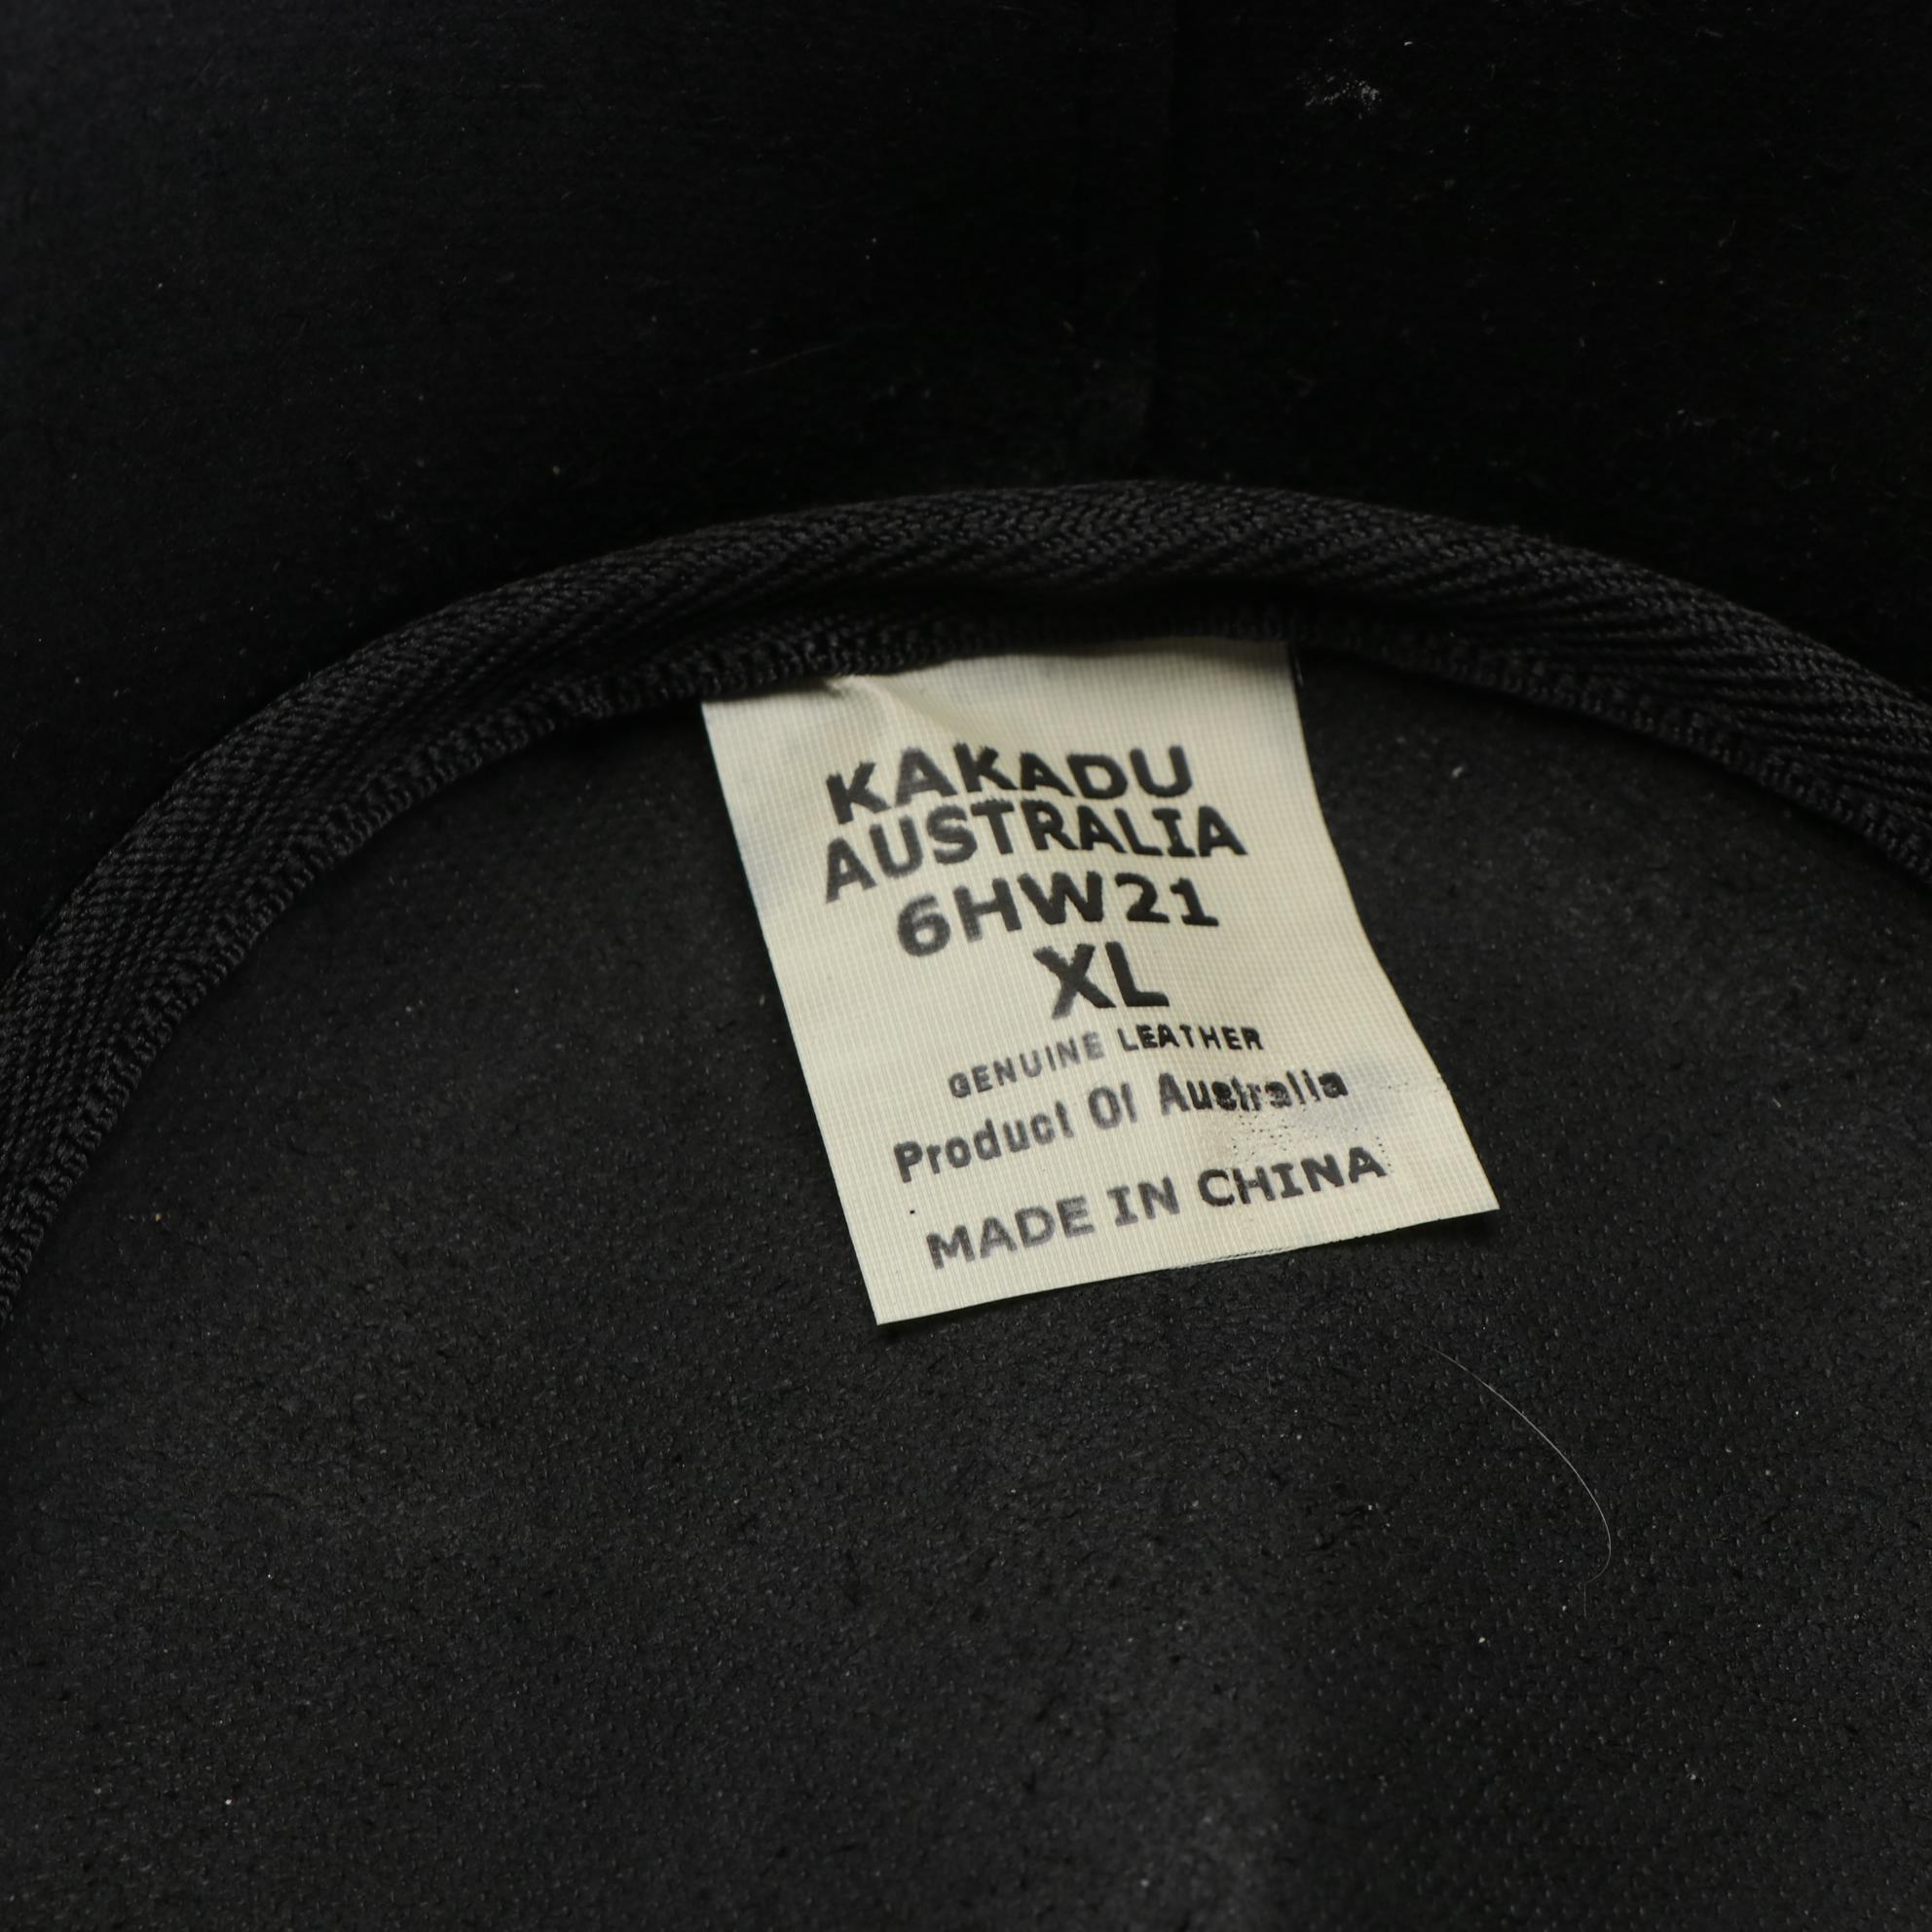 KAKADU
AUSTRALIA
6HW21
XL
GENUINE LEATHER
Product Of Australia
MADE IN CHINA